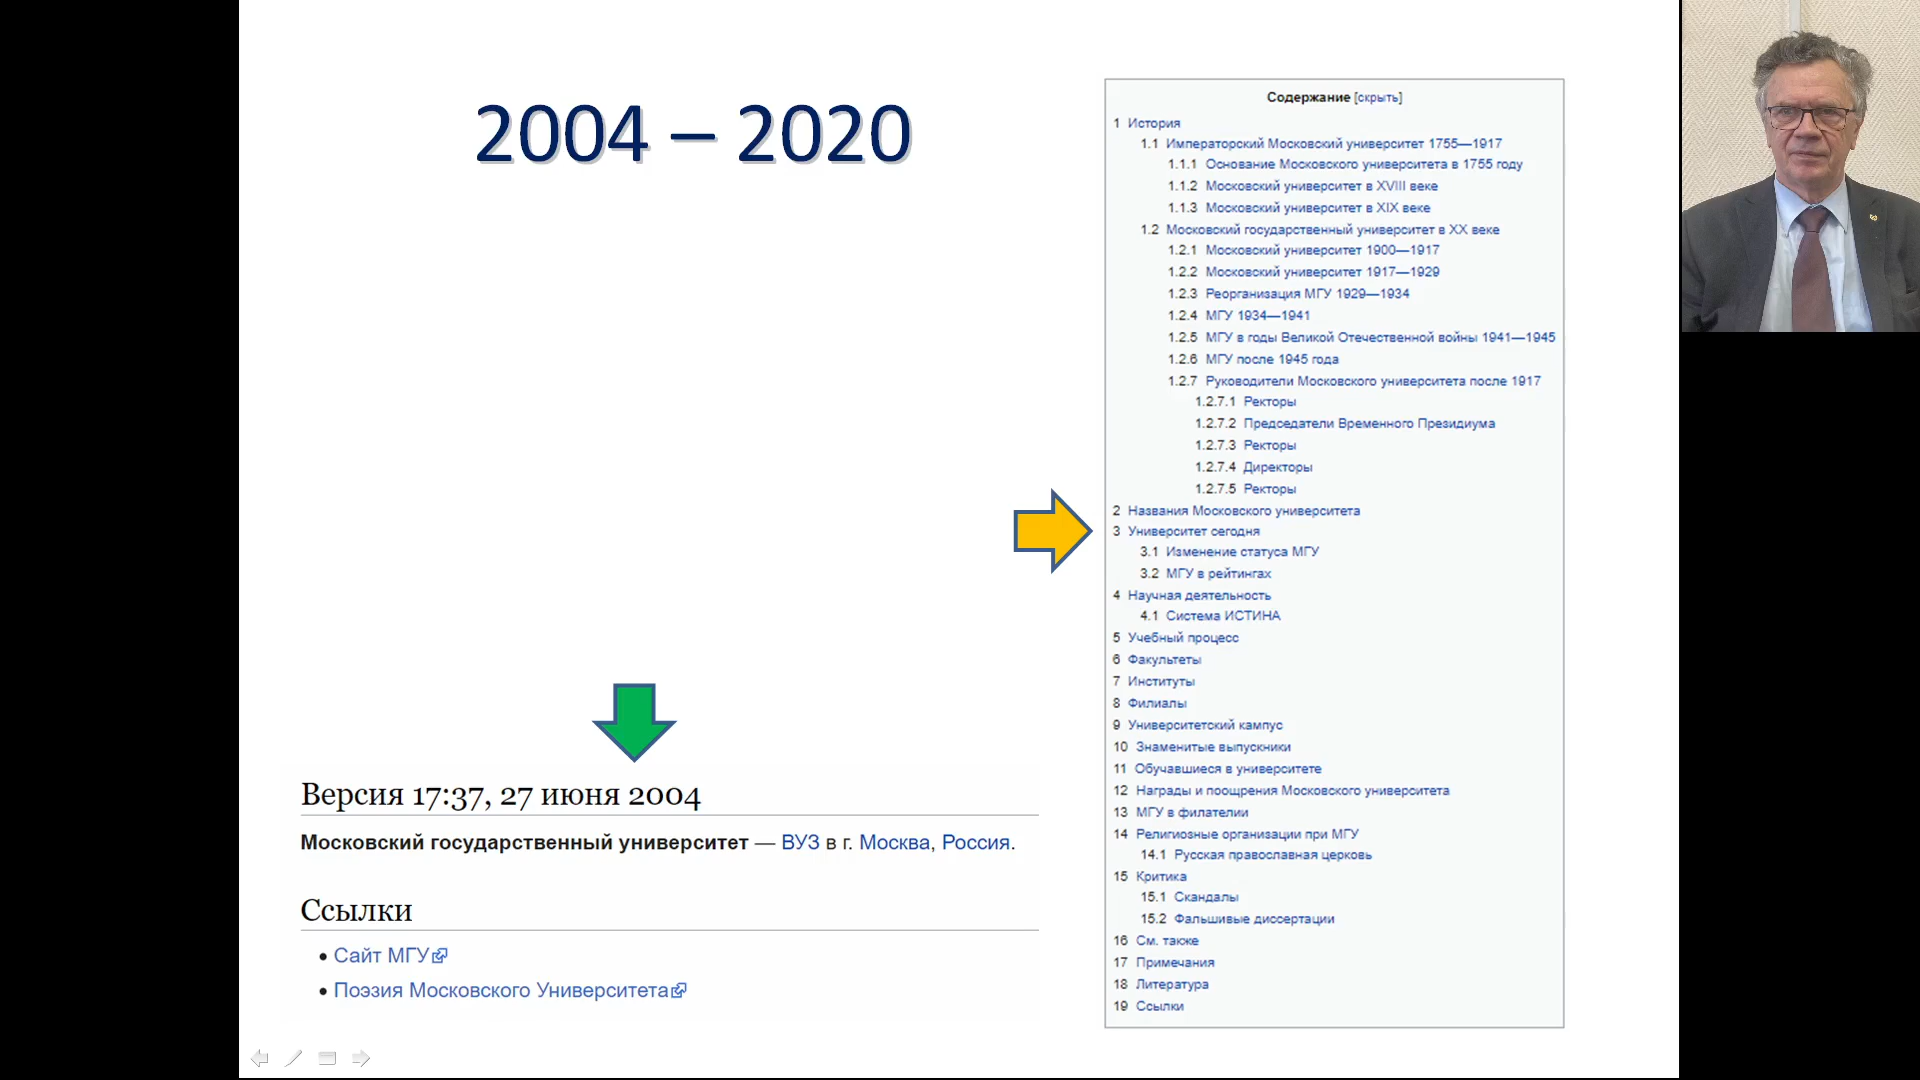 2004 – 2020
Версия 17:37, 27 июня 2004
Московский государственный университет — ВУЗ в г. Москва, Россия.
Ссылки
• Сайт МГУ
• Поэзия Московского Университета
Содержание [скрыть]
1 История
1.1 Императорский Московский университет 1755—1917
1.1.1 Основание Московского университета в 1755 году
1.1.2 Московский университет в XVIII веке
1.1.3 Московский университет в XIX веке
1.2 Московский государственный университет в XX веке
1.2.1 Московский университет 1900—1917
1.2.2 Московский университет 1917—1929
1.2.3 Реорганизация МГУ 1929—1934
1.2.4 МГУ 1934—1941
1.2.5 МГУ в годы Великой Отечественной войны 1941—1945
1.2.6 МГУ после 1945 года
1.2.7 Руководители Московского университета после 1917
1.2.7.1 Ректоры
1.2.7.2 Председатели Временного Президиума
1.2.7.3 Ректоры
1.2.7.4 Директоры
1.2.7.5 Ректоры
2 Названия Московского университета
3 Университет сегодня
3.1 Изменение статуса МГУ
3.2 МГУ в рейтингах
4 Научная деятельность
4.1 Система ИСТИНА
5 Учебный процесс
6 Факультеты
7 Институты
8 Филиалы
9 Университетский кампус
10 Знаменитые выпускники
11 Обучавшиеся в университете
12 Награды и поощрения Московского университета
13 МГУ в филателии
14 Религиозные организации при МГУ
14.1 Русская православная церковь
15 Критика
15.1 Скандалы
15.2 Фальшивые диссертации
16 См. также
17 Примечания
18 Литература
19 Ссылки